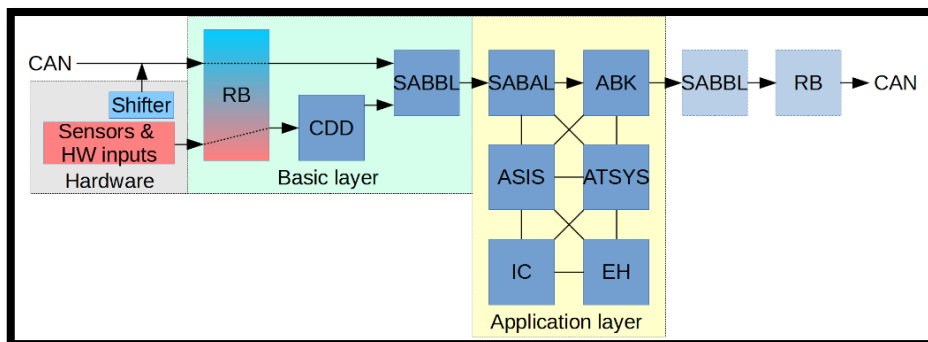 CAN
Shifter
Sensors &
HW inputs
Hardware
RB
CDD
SABBL
Basic layer
SABAL
ABK
ASIS
ATSYS
IC
EH
Application layer
SABBL
RB
CAN